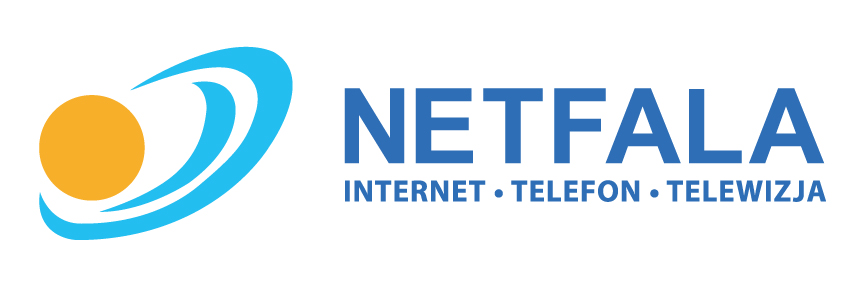 NETFALA
INTERNET • TELEFON • TELEWIZJA